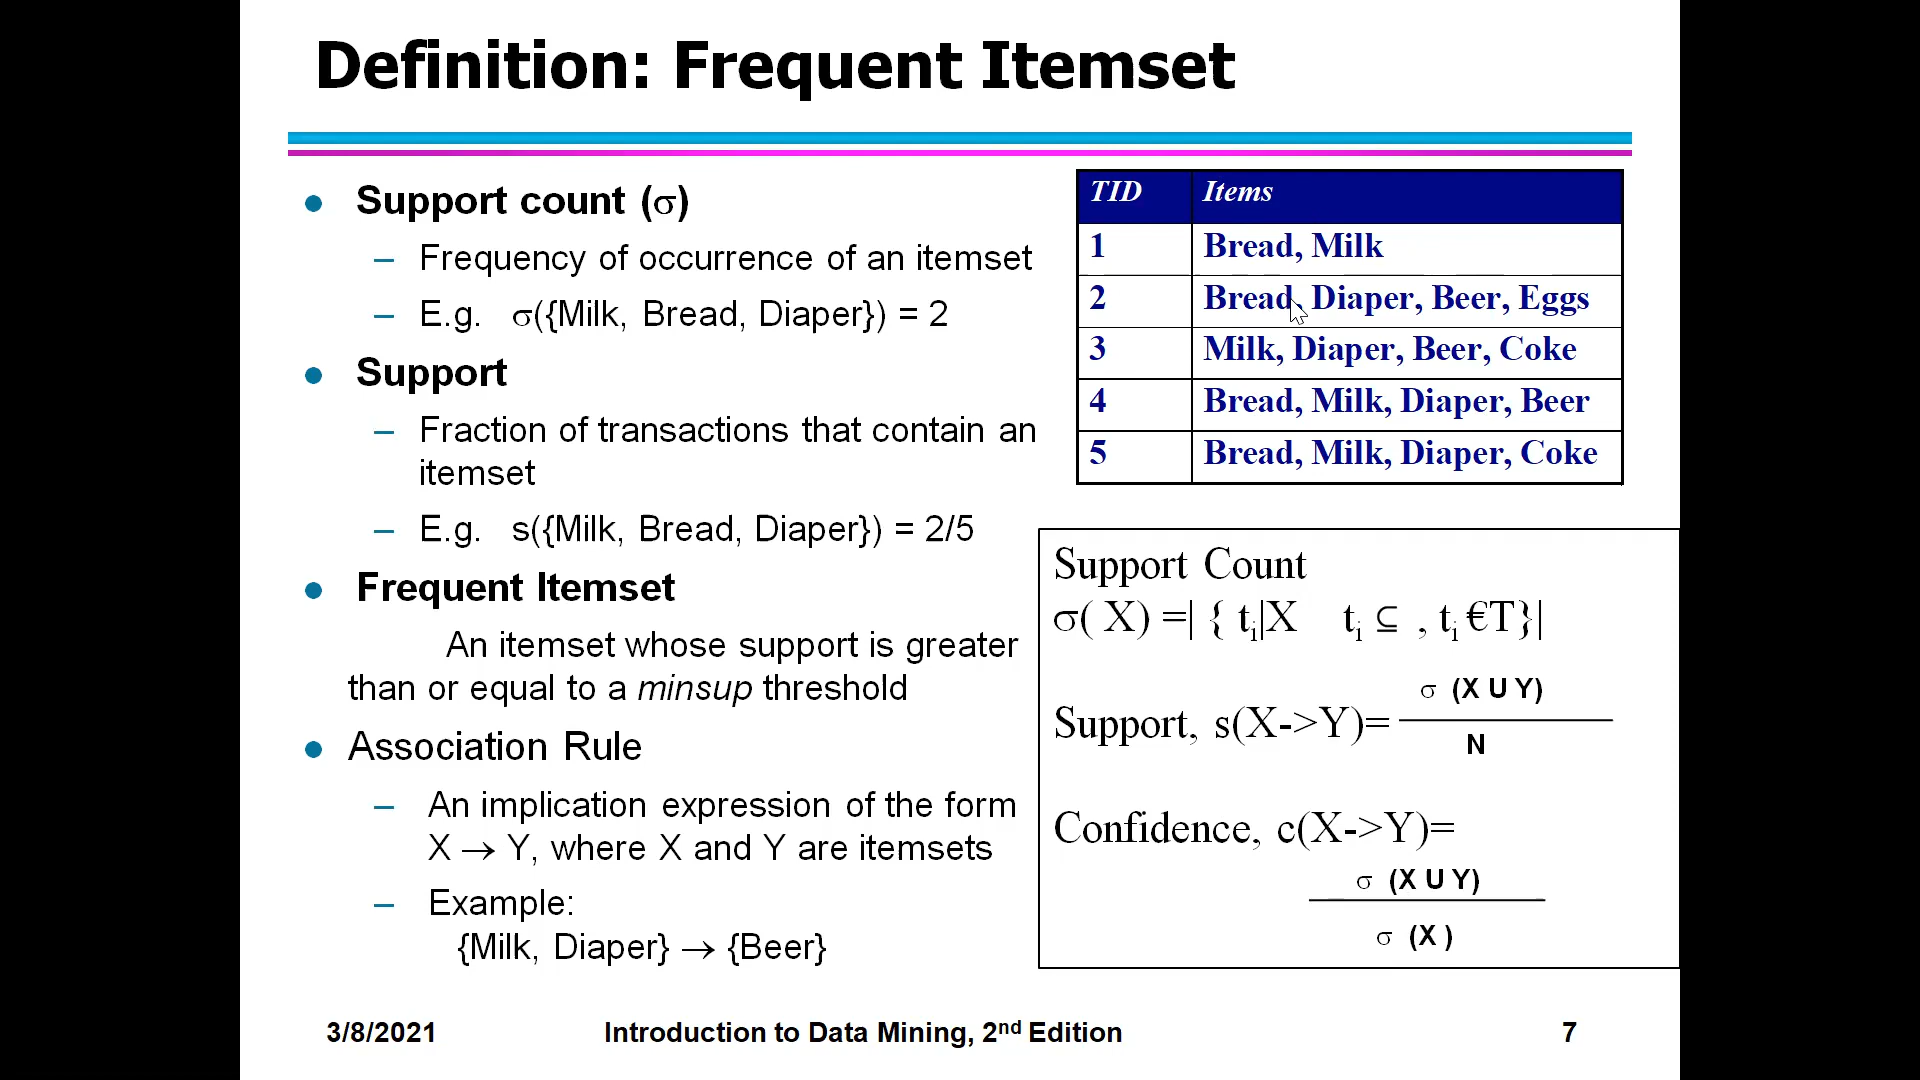 Definition: Frequent Itemset
Support count (σ)
– Frequency of occurrence of an itemset
– E.g. σ({Milk, Bread, Diaper}) = 2
Support
– Fraction of transactions that contain an
itemset
– E.g. s({Milk, Bread, Diaper}) = 2/5
Frequent Itemset
An itemset whose support is greater
than or equal to a minsup threshold
Association Rule
– An implication expression of the form
X → Y, where X and Y are itemsets
– Example:
{Milk, Diaper} → {Beer}
TID Items
1 Bread, Milk
2 Bread, Diaper, Beer, Eggs
3 Milk, Diaper, Beer, Coke
4 Bread, Milk, Diaper, Beer
5 Bread, Milk, Diaper, Coke
Support Count
σ( X) =| { ti|X ti ⊆ , ti €T}|
σ (X U Y)
Support, s(X->Y)=
N
Confidence, c(X->Y)=
σ (X U Y)
σ (X )
3/8/2021 Introduction to Data Mining, 2nd Edition 7